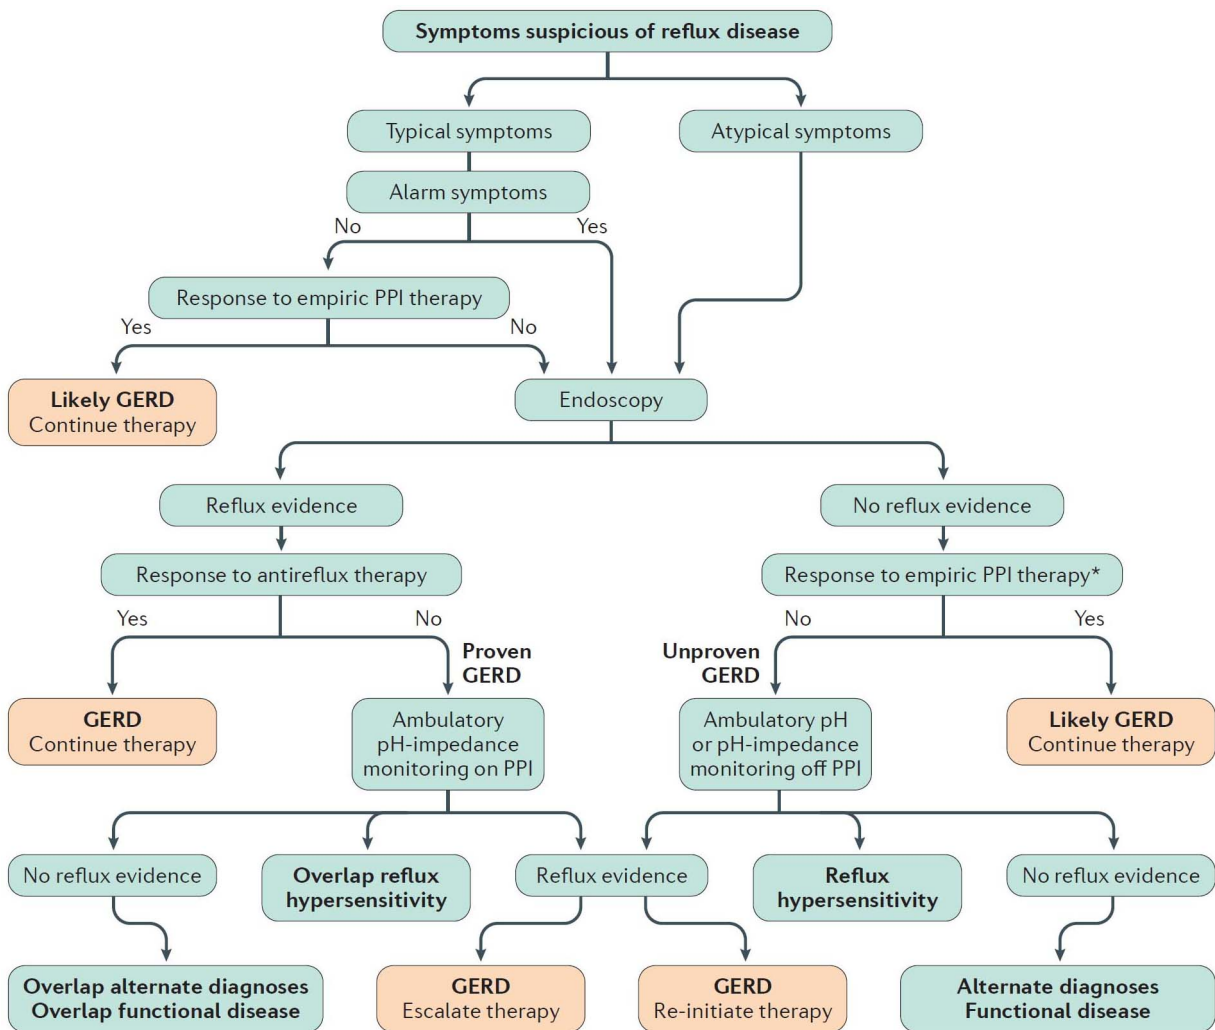 Symptoms suspicious of reflux disease
Typical symptoms
Atypical symptoms
Alarm symptoms
No
Yes
Response to empiric PPI therapy
Yes
No
Likely GERD
Continue therapy
Endoscopy
Reflux evidence
No reflux evidence
Response to antireflux therapy
Response to empiric PPI therapy*
Yes
No
No
Yes
Proven
GERD
Unproven
GERD
GERD
Continue therapy
Ambulatory
pH-impedance
monitoring on PPI
Ambulatory pH
or pH-impedance
monitoring off PPI
Likely GERD
Continue therapy
No reflux evidence
Overlap reflux
hypersensitivity
Reflux evidence
Reflux
hypersensitivity
No reflux evidence
Overlap alternate diagnoses
Overlap functional disease
GERD
Escalate therapy
GERD
Re-initiate therapy
Alternate diagnoses
Functional disease